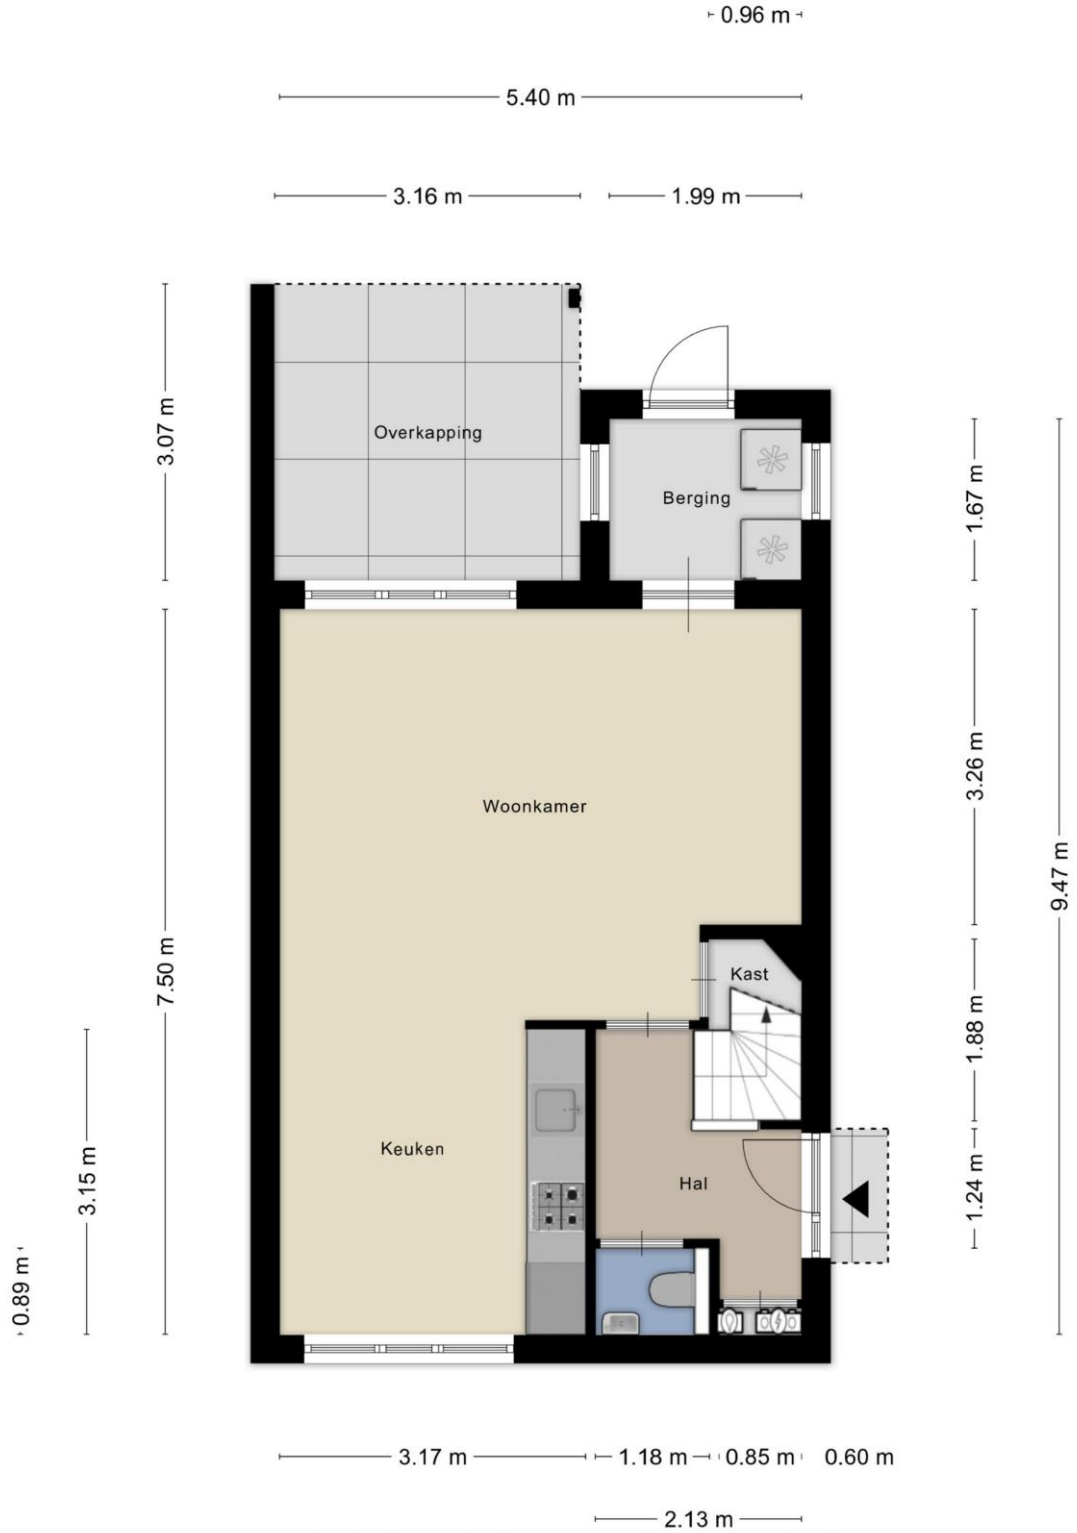 0.96 m
5.40 m
3.16 m
1.99 m
3.07 m
Overkapping
Berging
1.67 m
Woonkamer
3.26 m
9.47 m
7.50 m
Kast
1.88 m
Keuken
3.15 m
Hal
1.24 m
0.89 m
3.17 m
1.18 m
0.85 m
0.60 m
2.13 m